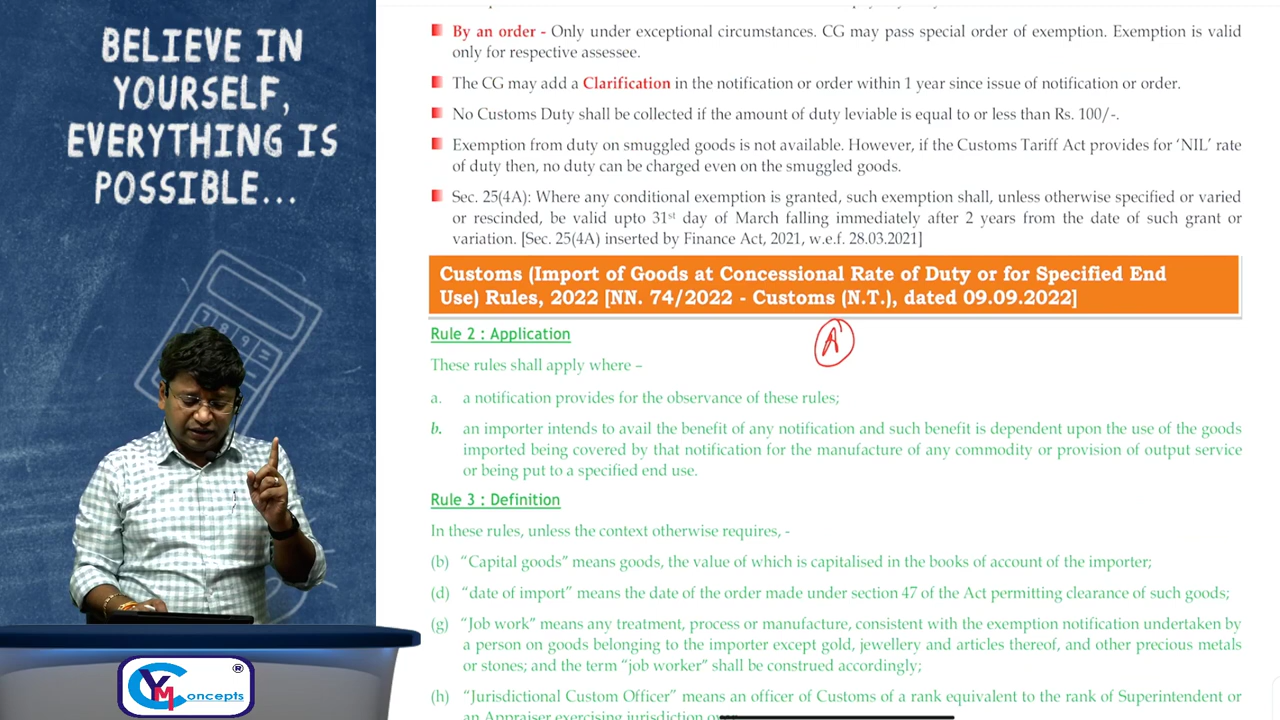 BELIEVE IN
YOURSELF,
EVERYTHING IS
POSSIBLE...
By an order - Only under exceptional circumstances. CG may pass special order of exemption. Exemption is valid
only for respective assessee.
The CG may add a Clarification in the notification or order within 1 year since issue of notification or order.
No Customs Duty shall be collected if the amount of duty leviable is equal to or less than Rs. 100/-.
Exemption from duty on smuggled goods is not available. However, if the Customs Tariff Act provides for ‘NIL’ rate
of duty then, no duty can be charged even on the smuggled goods.
Sec. 25(4A): Where any conditional exemption is granted, such exemption shall, unless otherwise specified or varied
or rescinded, be valid upto 31st day of March falling immediately after 2 years from the date of such grant or
variation. [Sec. 25(4A) inserted by Finance Act, 2021, w.e.f. 28.03.2021]
Customs (Import of Goods at Concessional Rate of Duty or for Specified End
Use) Rules, 2022 [NN. 74/2022 - Customs (N.T.), dated 09.09.2022]
A
Rule 2 : Application
These rules shall apply where –
a. a notification provides for the observance of these rules;
b. an importer intends to avail the benefit of any notification and such benefit is dependent upon the use of the goods
imported being covered by that notification for the manufacture of any commodity or provision of output service
or being put to a specified end use.
Rule 3 : Definition
In these rules, unless the context otherwise requires, -
(b) “Capital goods” means goods, the value of which is capitalised in the books of account of the importer;
(d) “date of import” means the date of the order made under section 47 of the Act permitting clearance of such goods;
(g) “Job work” means any treatment, process or manufacture, consistent with the exemption notification undertaken by
a person on goods belonging to the importer except gold, jewellery and articles thereof, and other precious metals
or stones; and the term “job worker” shall be construed accordingly;
(h) “Jurisdictional Custom Officer” means an officer of Customs of a rank equivalent to the rank of Superintendent or
an Appraiser exercising jurisdiction
7 8 9
YM Concepts ®